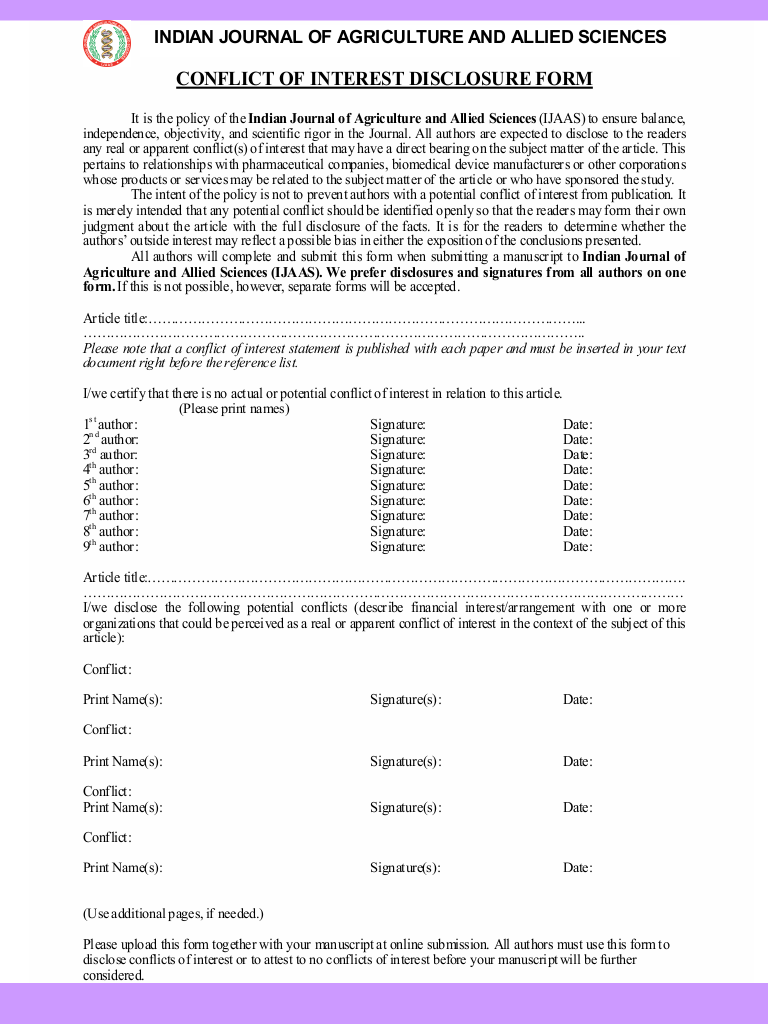 INDIAN JOURNAL OF AGRICULTURE AND ALLIED SCIENCES
CONFLICT OF INTEREST DISCLOSURE FORM
It is the policy of the Indian Journal of Agriculture and Allied Sciences (IJAAS) to ensure balance,
independence, objectivity, and scientific rigor in the Journal. All authors are expected to disclose to the readers
any real or apparent conflict(s) of interest that may have a direct bearing on the subject matter of the article. This
pertains to relationships with pharmaceutical companies, biomedical device manufacturers or other corporations
whose products or services may be related to the subject matter of the article or who have sponsored the study.
The intent of the policy is not to prevent authors with a potential conflict of interest from publication. It
is merely intended that any potential conflict should be identified openly so that the readers may form their own
judgment about the article with the full disclosure of the facts. It is for the readers to determine whether the
authors' outside interest may reflect a possible bias in either the exposition of the conclusions presented.
All authors will complete and submit this form when submitting a manuscript to Indian Journal of
Agriculture and Allied Sciences (IJAAS). We prefer disclosures and signatures from all authors on one
form. If this is not possible, however, separate forms will be accepted.
Article title:……………………………………………………………………………………...
…………………………………………………………………………………………………..
Please note that a conflict of interest statement is published with each paper and must be inserted in your text
document right before the reference list.
I/we certify that there is no actual or potential conflict of interest in relation to this article.
(Please print names)
1st author: Signature: Date:
2nd author: Signature: Date:
3rd author: Signature: Date:
4th author: Signature: Date:
5th author: Signature: Date:
6th author: Signature: Date:
7th author: Signature: Date:
8th author: Signature: Date:
9th author: Signature: Date:
Article title:………………………………………………………………………………………………………….
………………………………………………………………………………………………………………………
I/we disclose the following potential conflicts (describe financial interest/arrangement with one or more
organizations that could be perceived as a real or apparent conflict of interest in the context of the subject of this
article):
Conflict:
Print Name(s): Signature(s): Date:
Conflict:
Print Name(s): Signature(s): Date:
Conflict:
Print Name(s): Signature(s): Date:
Conflict:
Print Name(s): Signature(s): Date:
(Use additional pages, if needed.)
Please upload this form together with your manuscript at online submission. All authors must use this form to
disclose conflicts of interest or to attest to no conflicts of interest before your manuscript will be further
considered.